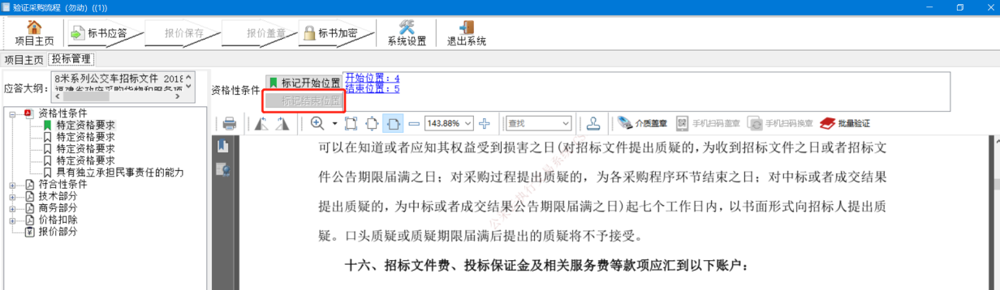 验证采购流程（勿动）((1))
项目主页
标书应答
报价保存
报价盖章
标书加密
系统设置
退出系统
项目主页 投标管理
应答大纲：
8米系列公交车招标文件 2018
资格性条件
特定资格要求
特定资格要求
特定资格要求
特定资格要求
具有独立承担民事责任的能力
符合性条件
技术部分
商务部分
价格扣除
报价部分
资格性条件
标记开始位置
标记结束位置
开始位置：4
结束位置：5
143.88%
查找
介质盖章
手机扫码盖章
手机扫码换章
批量验证
可以在知道或者应知其权益受到损害之日(对招标文件提出质疑的，为收到招标文件之日或者招标文
件公告期限届满之日；对采购过程提出质疑的，为各采购程序环节结束之日；对中标或者成交结果
提出质疑的，为中标或者成交结果公告期限届满之日)起七个工作日内，以书面形式向招标人提出质
疑。口头质疑或质疑期限届满后提出的质疑将不予接受。
十六、招标文件费、投标保证金及相关服务费等款项应汇到以下账户：